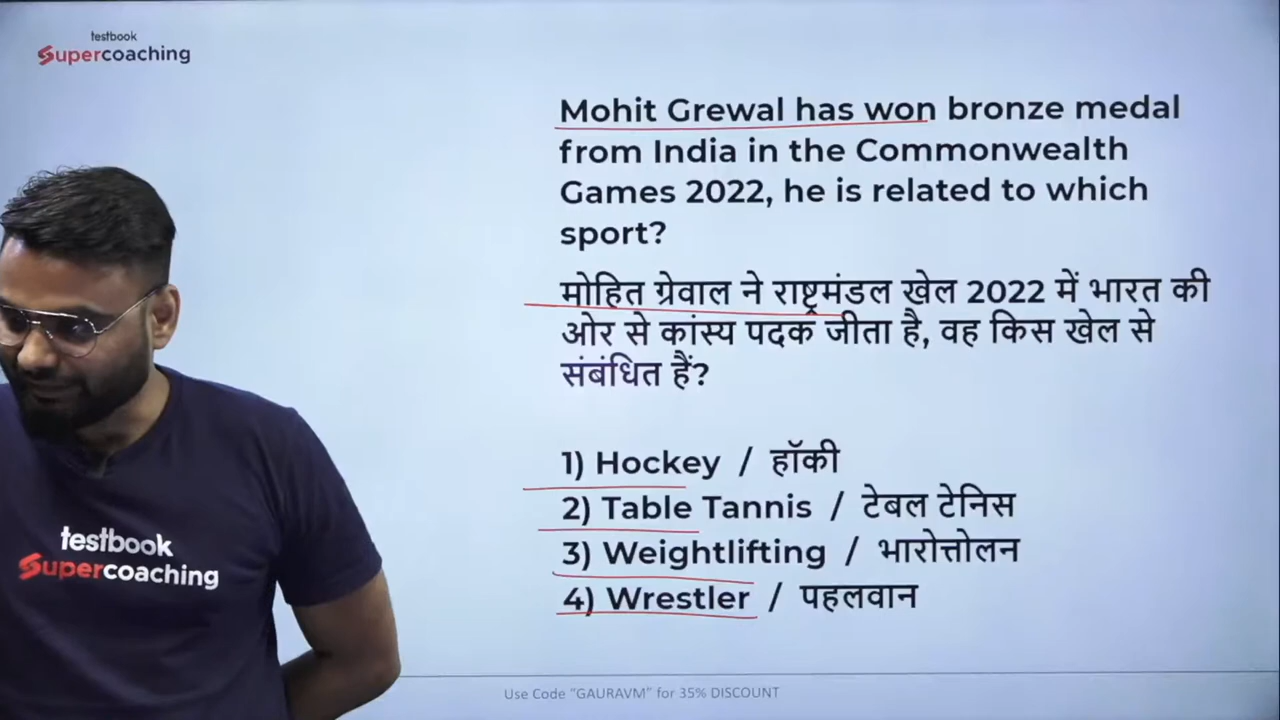 testbook
Supercoaching
Mohit Grewal has won bronze medal
from India in the Commonwealth
Games 2022, he is related to which
sport?
मोहित ग्रेवाल ने राष्ट्रमंडल खेल 2022 में भारत की
ओर से कांस्य पदक जीता है, वह किस खेल से
संबंधित हैं?
1) Hockey / हॉकी
2) Table Tannis / टेबल टेनिस
3) Weightlifting / भारोत्तोलन
4) Wrestler / पहलवान
testbook
Supercoaching
Use Code "GAURAVM" for 35% DISCOUNT